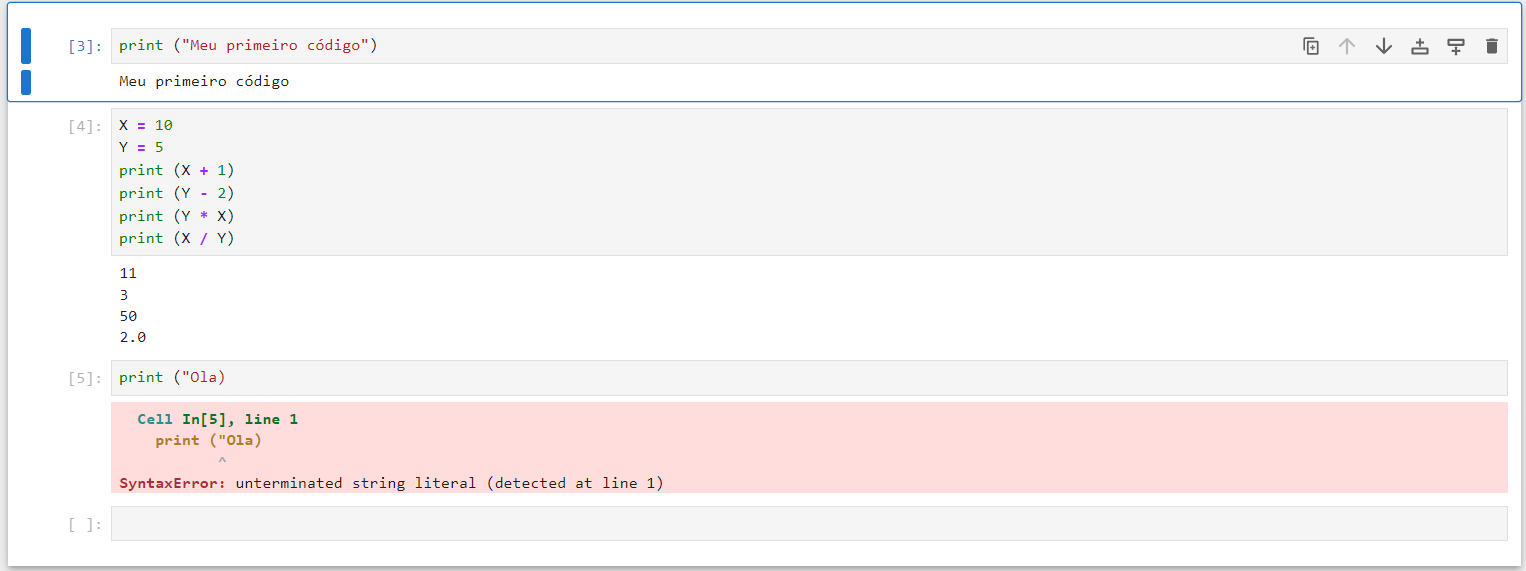 [3]: print ("Meu primeiro código")
Meu primeiro código
[4]: X = 10
Y = 5
print (X + 1)
print (Y - 2)
print (Y * X)
print (X / Y)
11
3
50
2.0
[5]: print ("Ola)
Cell In[5], line 1
print ("Ola)
^
SyntaxError: unterminated string literal (detected at line 1)
[ ]: